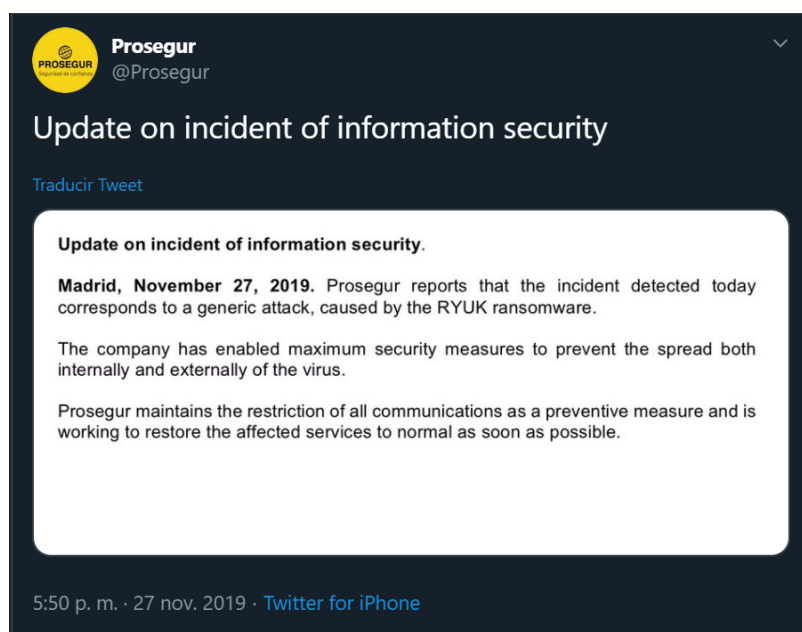 PROSEGUR
Seguridad de confianza
Prosegur
@Prosegur
Update on incident of information security
Traducir Tweet
Update on incident of information security.
Madrid, November 27, 2019. Prosegur reports that the incident detected today
corresponds to a generic attack, caused by the RYUK ransomware.
The company has enabled maximum security measures to prevent the spread both
internally and externally of the virus.
Prosegur maintains the restriction of all communications as a preventive measure and is
working to restore the affected services to normal as soon as possible.
5:50 p. m. · 27 nov. 2019 · Twitter for iPhone